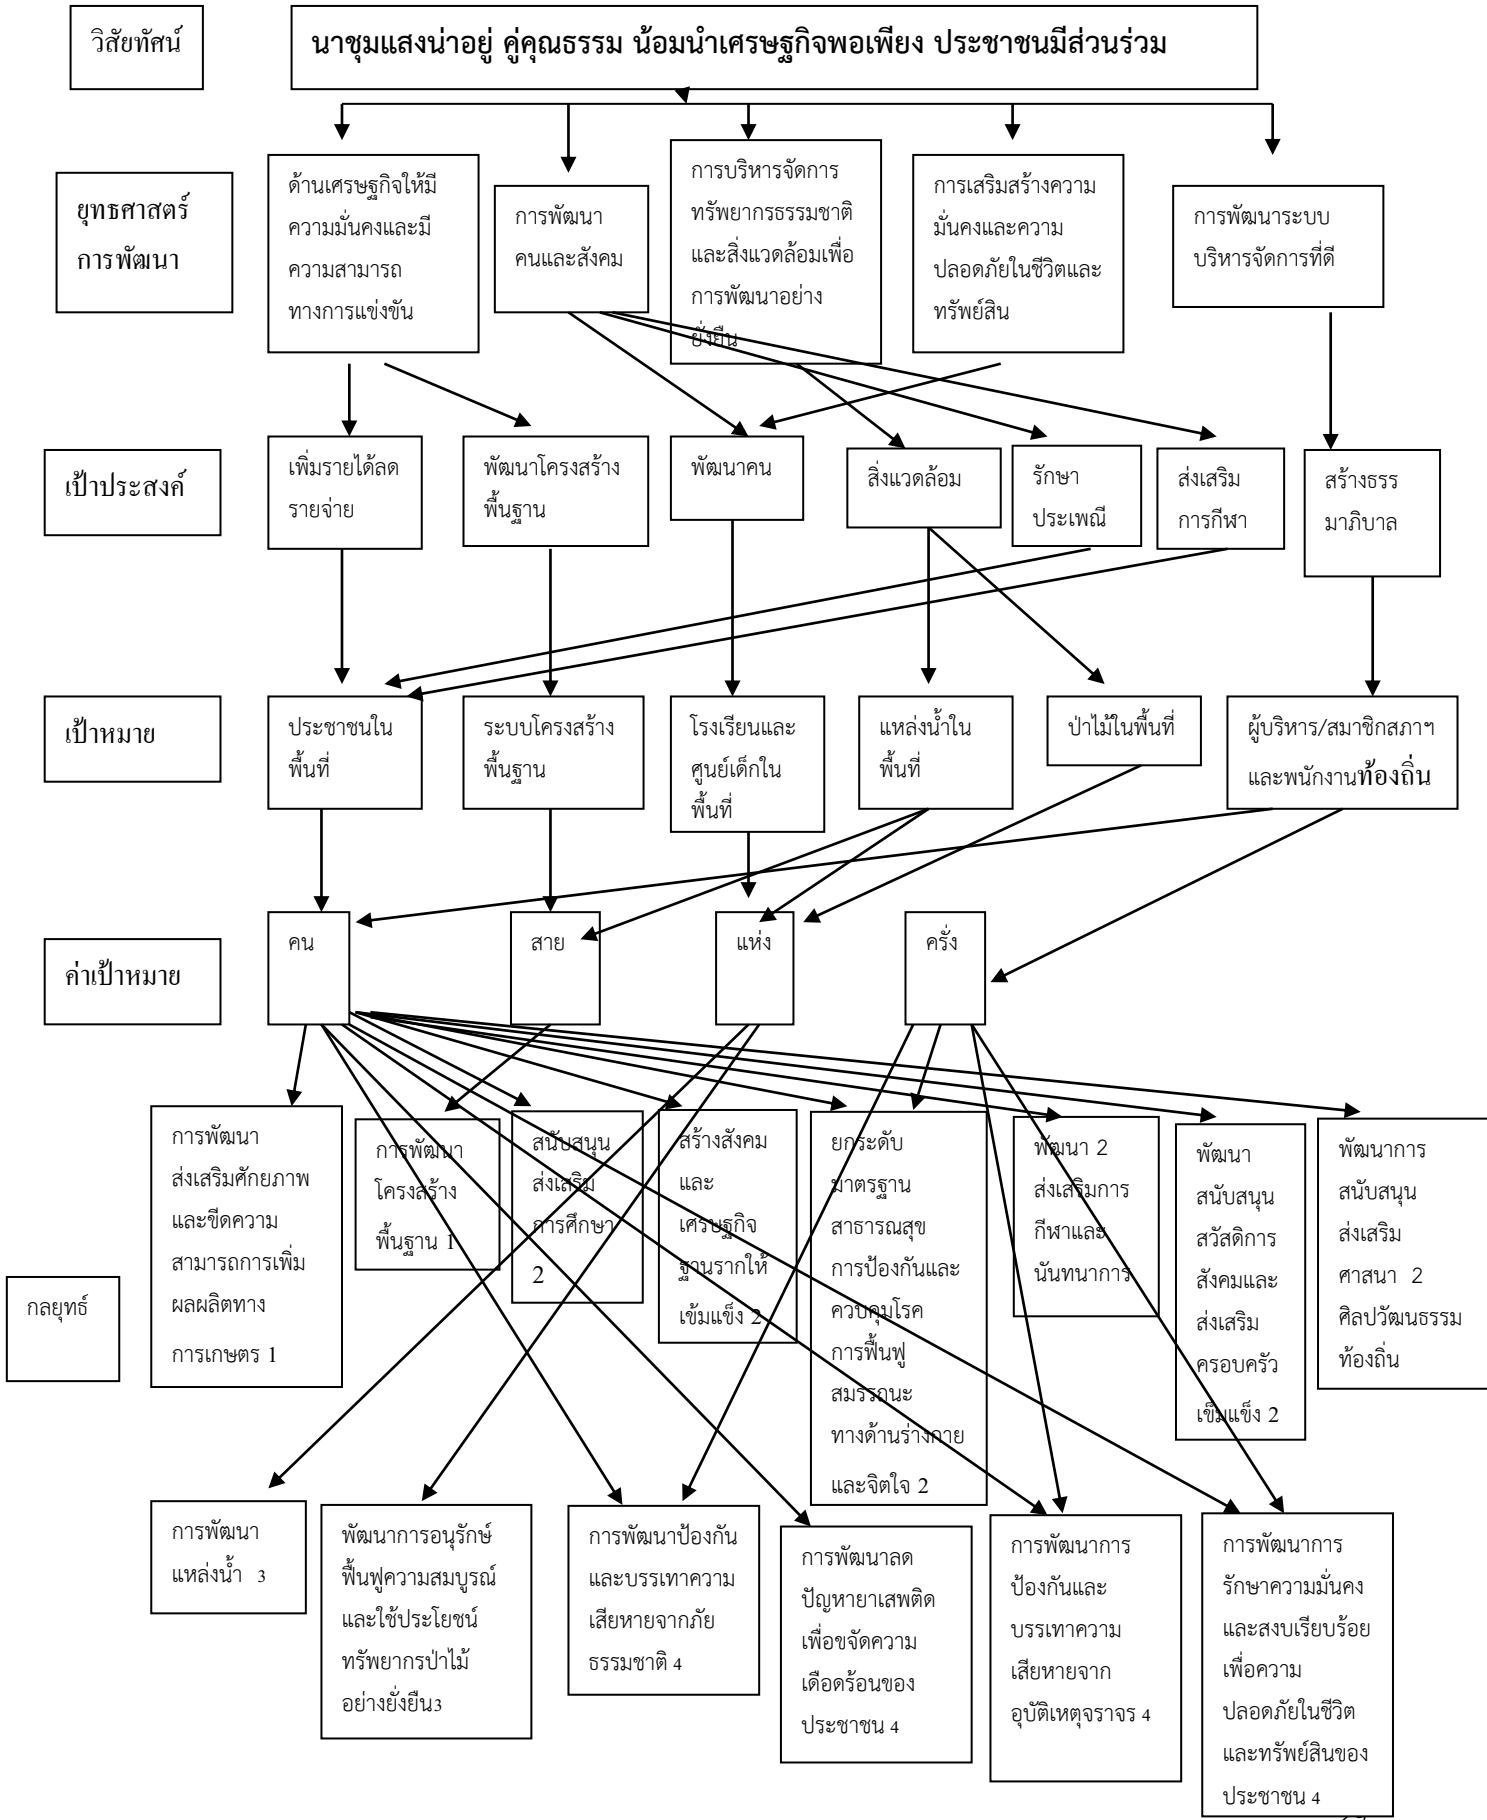 วิสัยทัศน์
นาชุมแสงน่าอยู่ คู่คุณธรรม น้อมนำเศรษฐกิจพอเพียง ประชาชนมีส่วนร่วม
ยุทธศาสตร์
การพัฒนา
ด้านเศรษฐกิจให้มี
ความมั่นคงและมี
ความสามารถ
ทางการแข่งขัน
การพัฒนา
คนและสังคม
การบริหารจัดการ
ทรัพยากรธรรมชาติ
และสิ่งแวดล้อมเพื่อ
การพัฒนาอย่าง
ยั่งยืน
การเสริมสร้างความ
มั่นคงและความ
ปลอดภัยในชีวิตและ
ทรัพย์สิน
การพัฒนาระบบ
บริหารจัดการที่ดี
เป้าประสงค์
เพิ่มรายได้ลด
รายจ่าย
พัฒนาโครงสร้าง
พื้นฐาน
พัฒนาคน
สิ่งแวดล้อม
รักษา
ประเพณี
ส่งเสริม
การกีฬา
สร้างธรร
มาภิบาล
เป้าหมาย
ประชาชนใน
พื้นที่
ระบบโครงสร้าง
พื้นฐาน
โรงเรียนและ
ศูนย์เด็กใน
พื้นที่
แหล่งน้ำใน
พื้นที่
ป่าไม้ในพื้นที่
ผู้บริหาร/สมาชิกสภาฯ
และพนักงานท้องถิ่น
ค่าเป้าหมาย
คน
สาย
แห่ง
ครั้ง
กลยุทธ์
การพัฒนา
ส่งเสริมศักยภาพ
และขีดความ
สามารถการเพิ่ม
ผลผลิตทาง
การเกษตร 1
การพัฒนา
โครงสร้าง
พื้นฐาน 1
สนับสนุน
ส่งเสริม
การศึกษา
2
สร้างสังคม
และ
เศรษฐกิจ
ฐานรากให้
เข้มแข็ง 2
ยกระดับ
มาตรฐาน
สาธารณสุข
การป้องกันและ
ควบคุมโรค
การฟื้นฟู
สมรรถนะ
ทางด้านร่างกาย
และจิตใจ 2
พัฒนา 2
ส่งเสริมการ
กีฬาและ
นันทนาการ
พัฒนา
สนับสนุน
สวัสดิการ
สังคมและ
ส่งเสริม
ครอบครัว
เข็มแข็ง 2
พัฒนาการ
สนับสนุน
ส่งเสริม
ศาสนา 2
ศิลปวัฒนธรรม
ท้องถิ่น
การพัฒนา
แหล่งน้ำ 3
พัฒนาการอนุรักษ์
ฟื้นฟูความสมบูรณ์
และใช้ประโยชน์
ทรัพยากรป่าไม้
อย่างยั่งยืน3
การพัฒนาป้องกัน
และบรรเทาความ
เสียหายจากภัย
ธรรมชาติ 4
การพัฒนาลด
ปัญหายาเสพติด
เพื่อขจัดความ
เดือดร้อนของ
ประชาชน 4
การพัฒนาการ
ป้องกันและ
บรรเทาความ
เสียหายจาก
อุบัติเหตุจราจร 4
การพัฒนาการ
รักษาความมั่นคง
และสงบเรียบร้อย
เพื่อความ
ปลอดภัยในชีวิต
และทรัพย์สินของ
ประชาชน 4